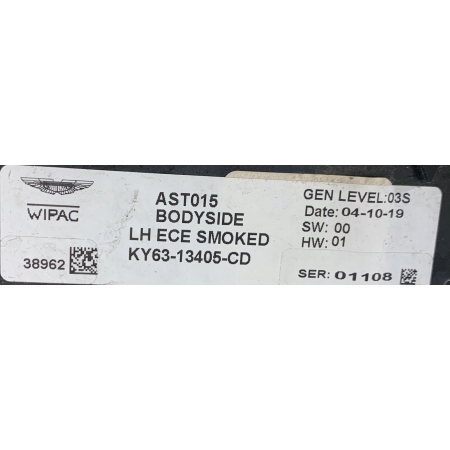 WIPAC
38962
AST015
BODYSIDE
LH ECE SMOKED
KY63-13405-CD
GEN LEVEL:03S
Date: 04-10-19
SW: 00
HW: 01
SER: 01108